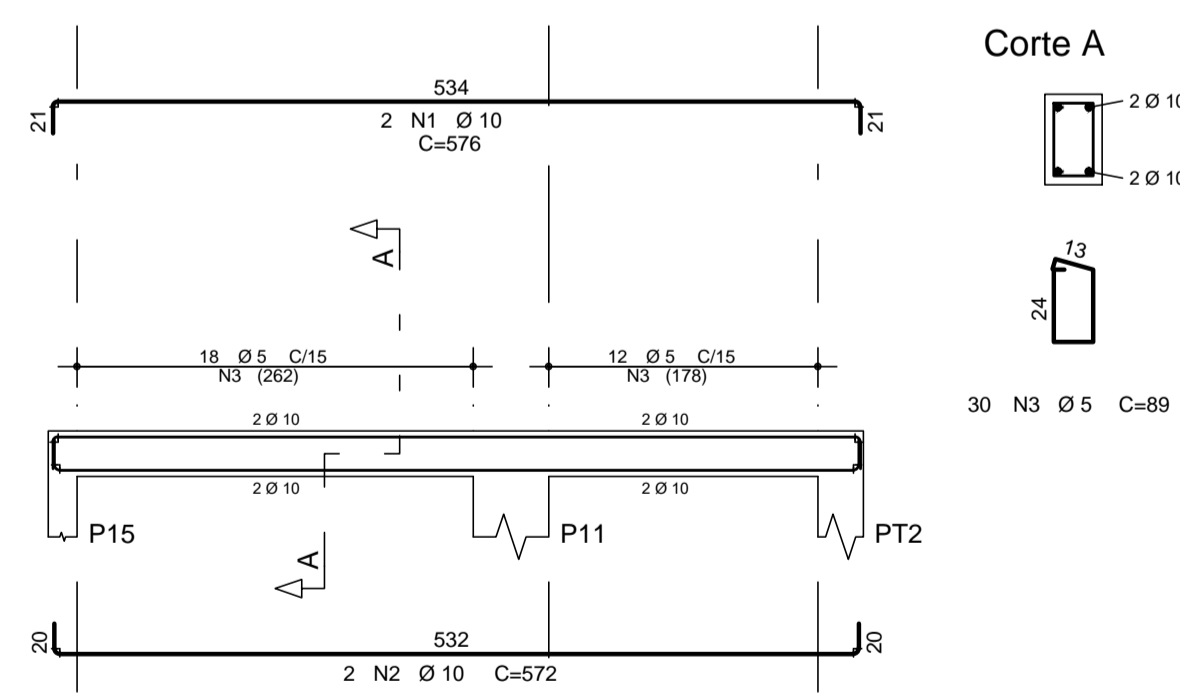 534
2 N1 Ø 10
C=576
21
21
Corte A
2 Ø 10
2 Ø 10
A
13
24
30 N3 Ø 5 C=89
18 Ø 5 C/15
N3 (262)
12 Ø 5 C/15
N3 (178)
2 Ø 10
2 Ø 10
2 Ø 10
2 Ø 10
P15
P11
PT2
A
20
532
20
2 N2 Ø 10 C=572